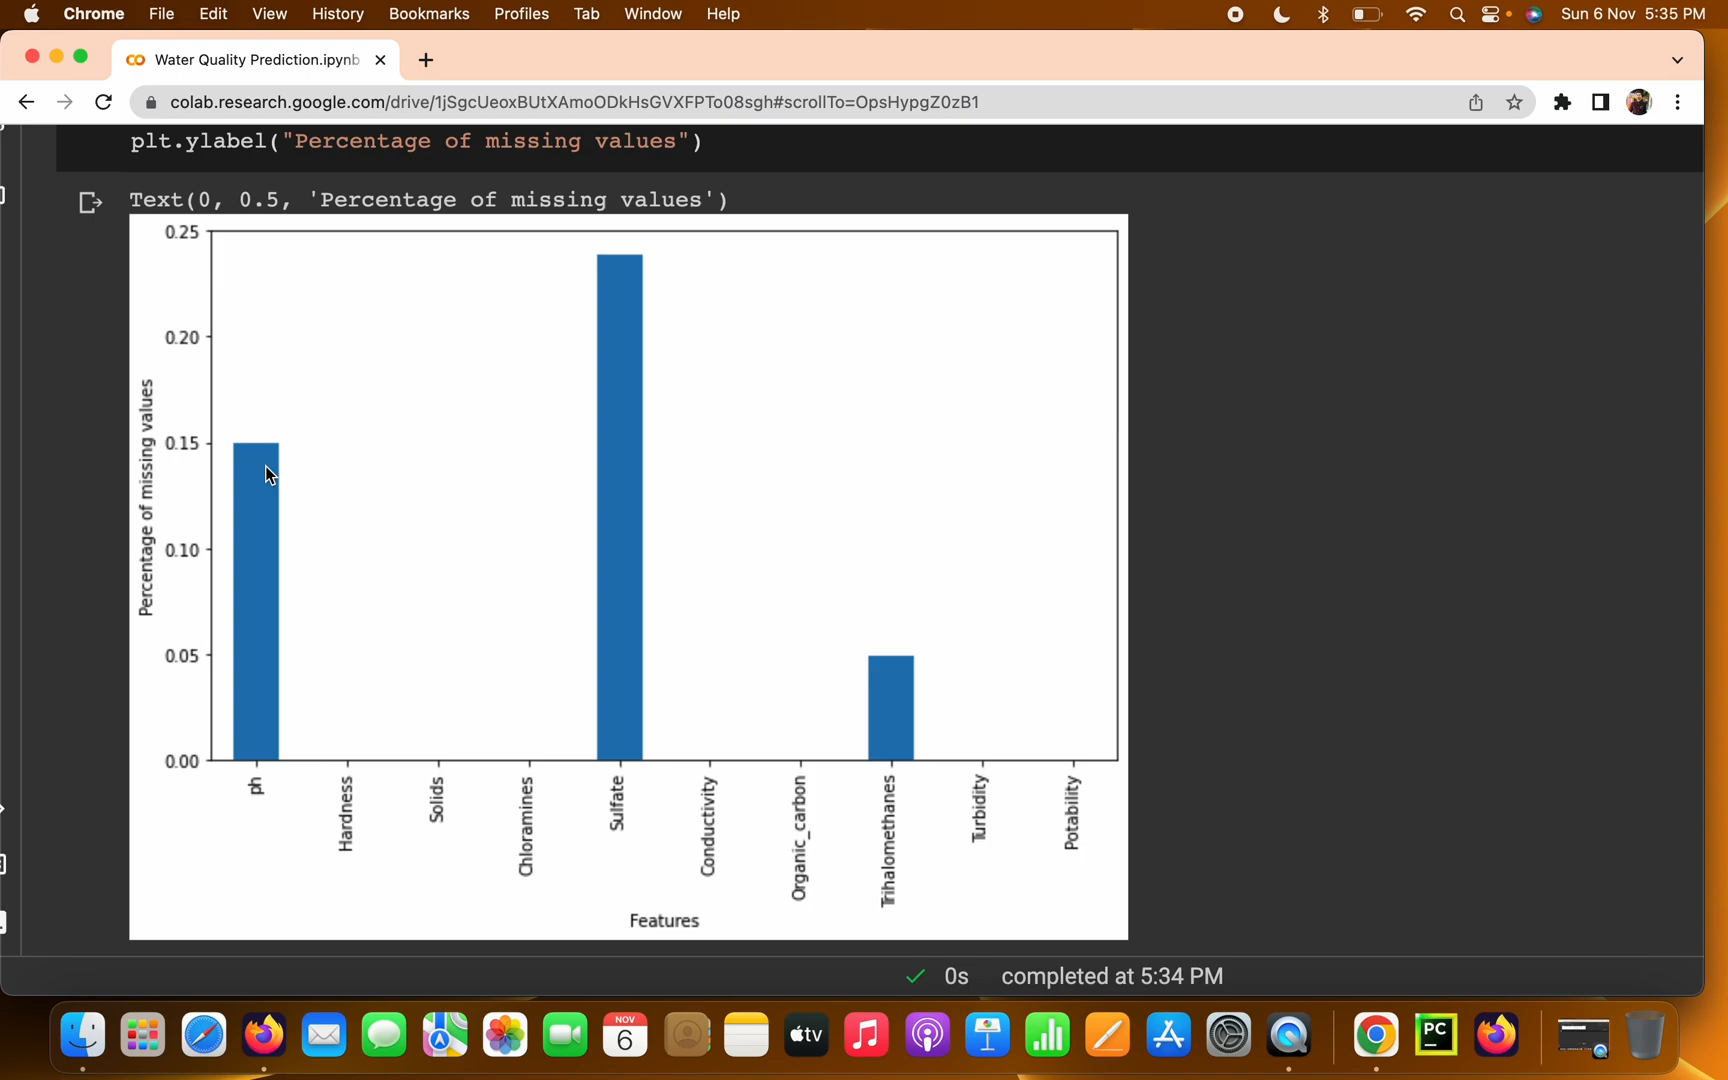 Chrome File Edit View History Bookmarks Profiles Tab Window Help Sun 6 Nov 5:35 PM
Water Quality Prediction.ipynb
colab.research.google.com/drive/1jSgcUeoxBUtXAmoODkHsGVXFPTo08sgh#scrollTo=OpsHypgZ0zB1
plt.ylabel("Percentage of missing values")
Text(0, 0.5, 'Percentage of missing values')
0.25
0.20
0.15
0.10
0.05
0.00
Percentage of missing values
ph
Hardness
Solids
Chloramines
Sulfate
Conductivity
Organic_carbon
Trihalomethanes
Turbidity
Potability
Features
0s completed at 5:34 PM
NOV
6
tv
PC